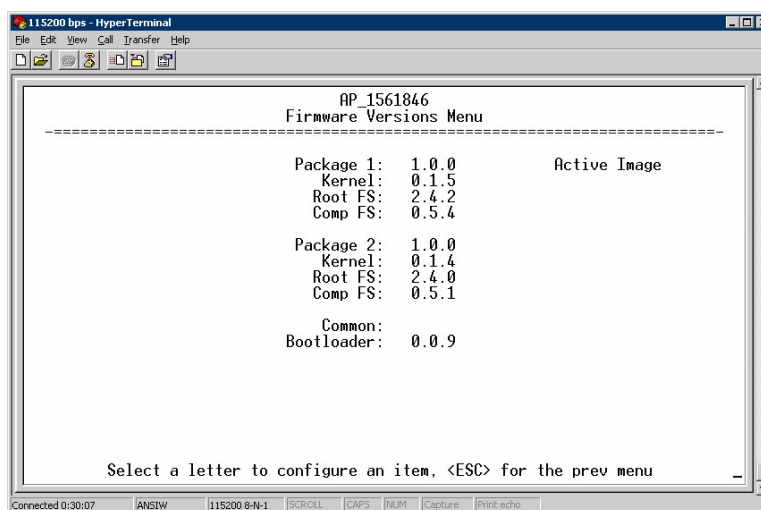 115200 bps - HyperTerminal
File Edit View Call Transfer Help
AP_1561846
Firmware Versions Menu
Package 1: 1.0.0 Active Image
Kernel: 0.1.5
Root FS: 2.4.2
Comp FS: 0.5.4
Package 2: 1.0.0
Kernel: 0.1.4
Root FS: 2.4.0
Comp FS: 0.5.1
Common:
Bootloader: 0.0.9
Select a letter to configure an item, <ESC> for the prev menu
Connected 0:30:07 ANSIW 115200 8-N-1 SCROLL CAPS NUM Capture Print echo